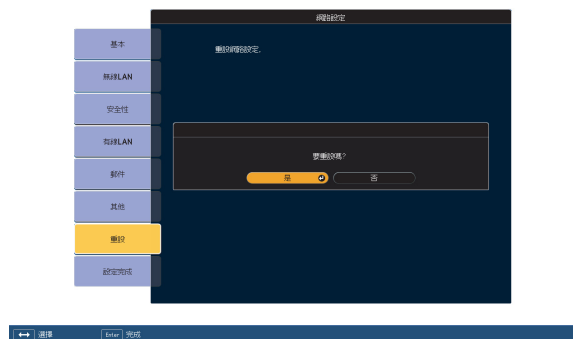 網路設定
基本
重設網路設定。
無線LAN
安全性
有線LAN
要重設嗎?
郵件
是 否
其他
重設
設定完成
選擇 Enter 完成